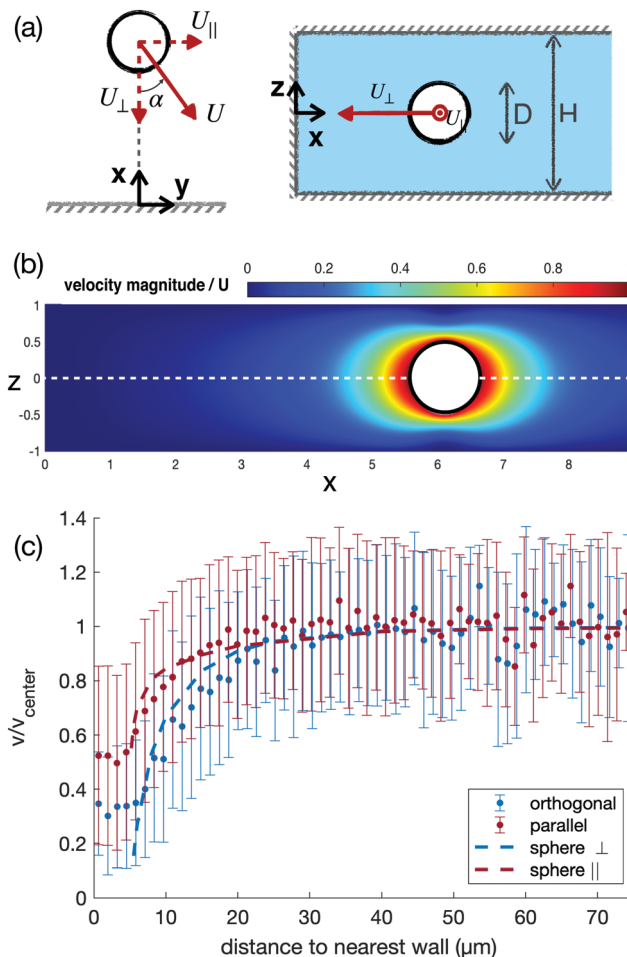 (a)
U∥
U⊥
α
U
x
y
z
x
U⊥
U∥
D
H
(b)
velocity magnitude / U
0 0.2 0.4 0.6 0.8
1
0.5
0
-0.5
-1
z
0 1 2 3 4 5 6 7 8
x
(c)
1.4
1.2
1
0.8
0.6
0.4
0.2
0
v/vcenter
0 10 20 30 40 50 60 70
distance to nearest wall (μm)
orthogonal
parallel
sphere ⊥
sphere ||